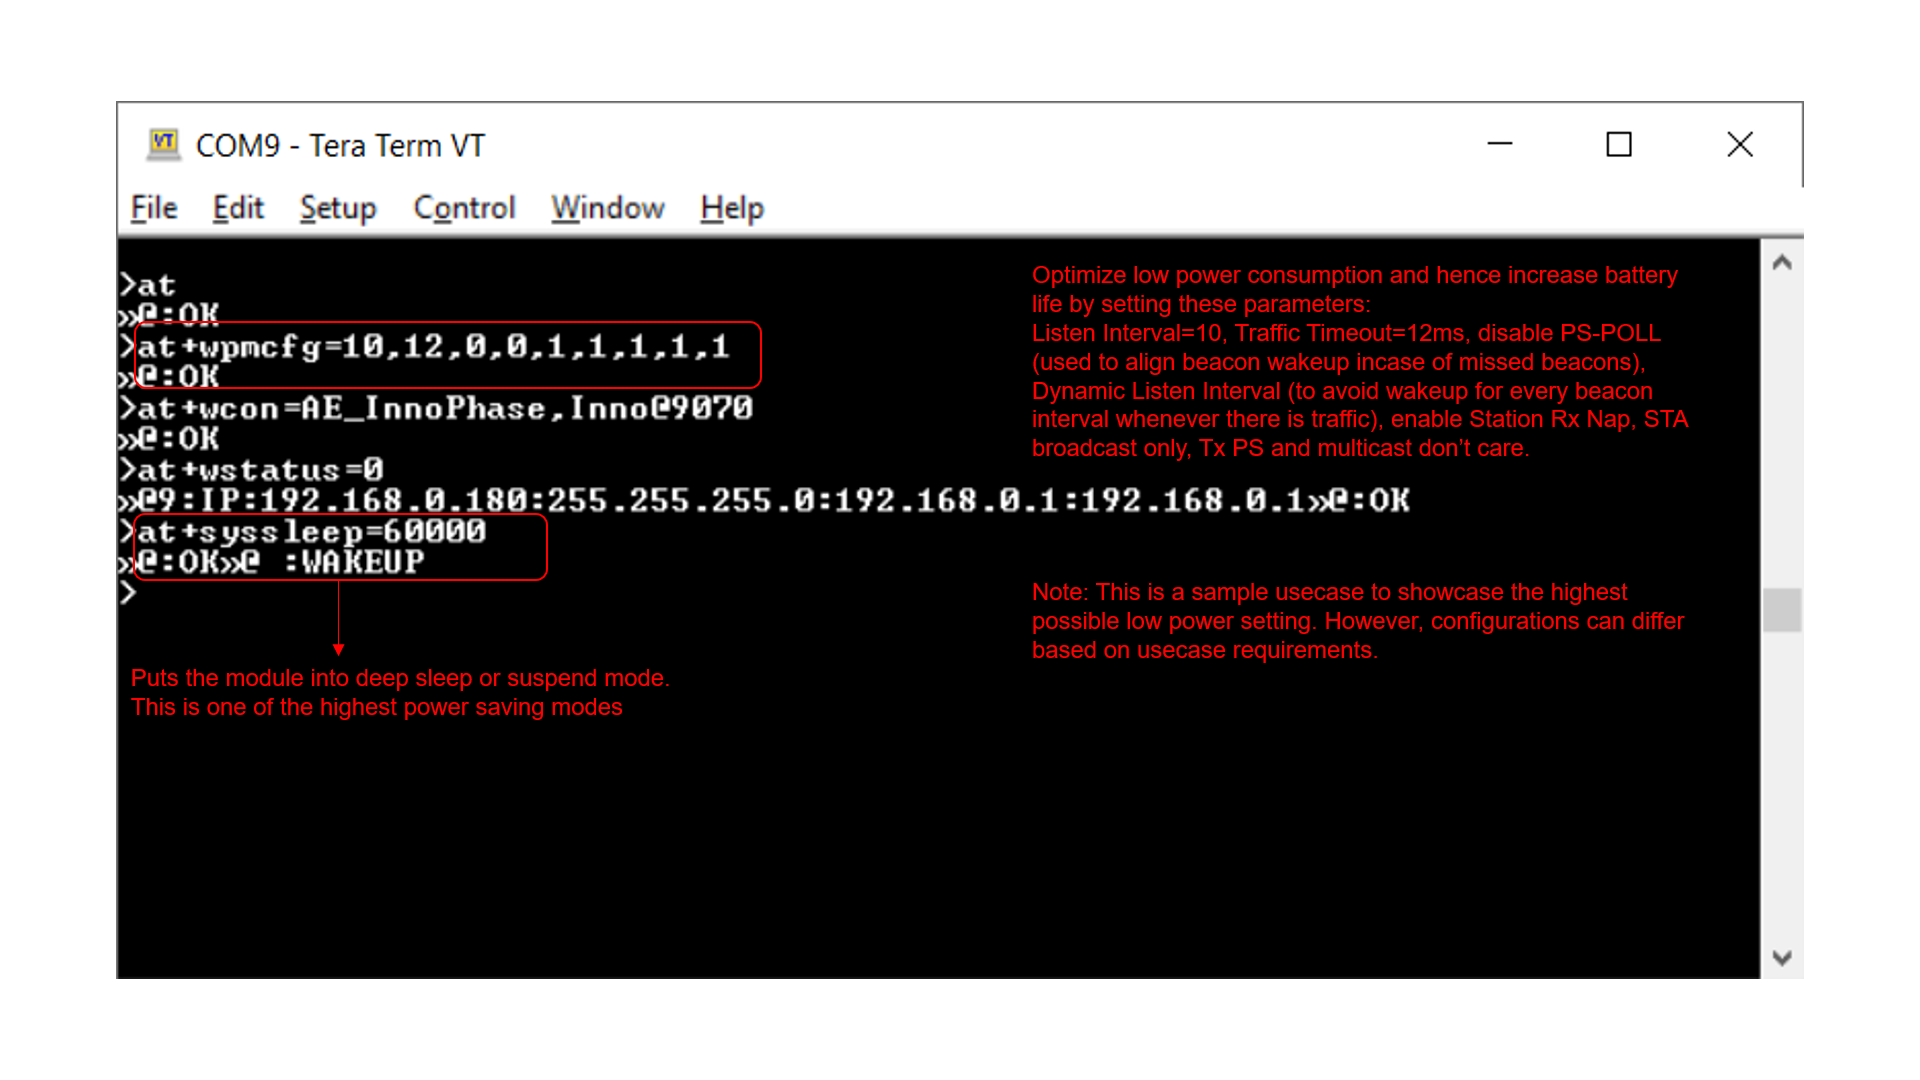 VT COM9 - Tera Term VT
File Edit Setup Control Window Help
>at
»@:OK
>at+wpmcfg=10,12,0,0,1,1,1,1,1
»@:OK
>at+wcon=AE_InnoPhase,Inno@9070
»@:OK
>at+wstatus=0
»@9:IP:192.168.0.180:255.255.255.0:192.168.0.1:192.168.0.1»@:OK
>at+syssleep=60000
»@:OK»@ :WAKEUP
>
Puts the module into deep sleep or suspend mode.
This is one of the highest power saving modes
Optimize low power consumption and hence increase battery
life by setting these parameters:
Listen Interval=10, Traffic Timeout=12ms, disable PS-POLL
(used to align beacon wakeup incase of missed beacons),
Dynamic Listen Interval (to avoid wakeup for every beacon
interval whenever there is traffic), enable Station Rx Nap, STA
broadcast only, Tx PS and multicast don’t care.
Note: This is a sample usecase to showcase the highest
possible low power setting. However, configurations can differ
based on usecase requirements.